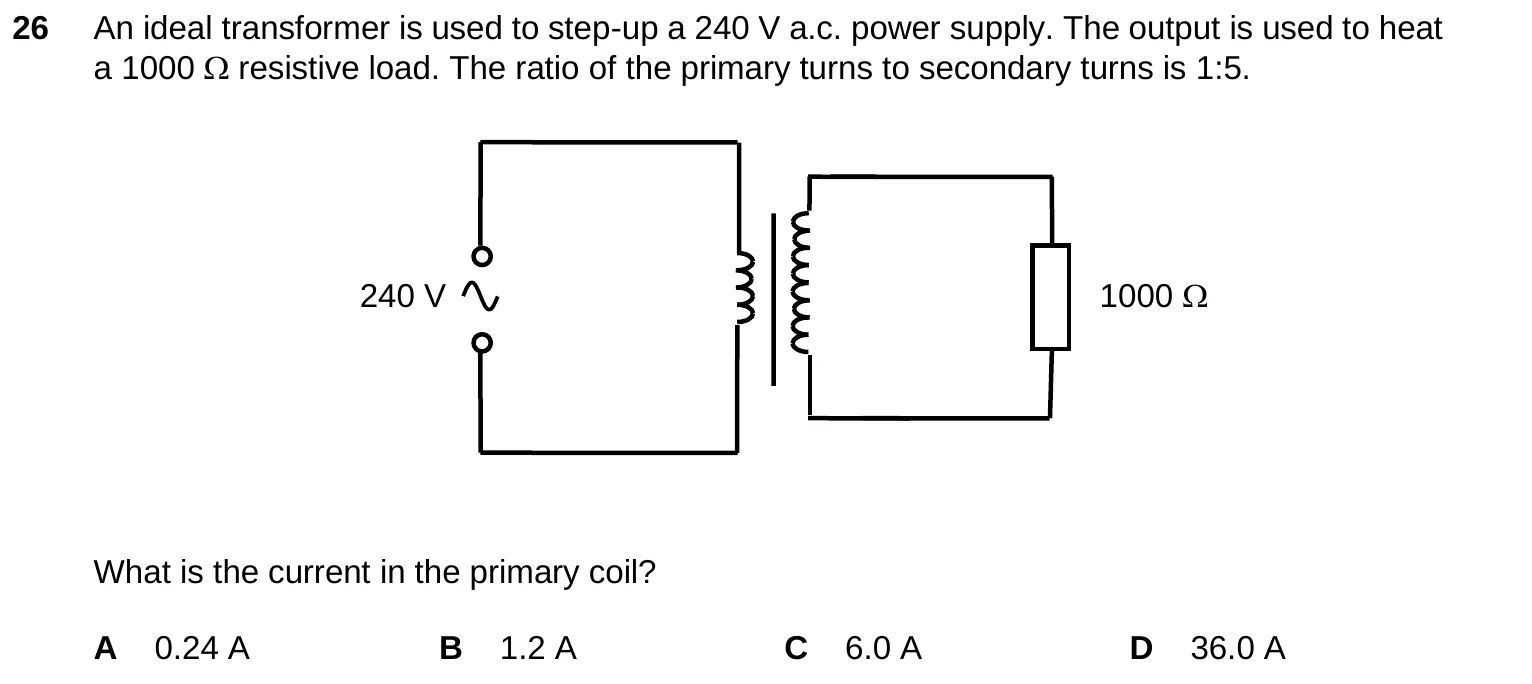 26 An ideal transformer is used to step-up a 240 V a.c. power supply. The output is used to heat
a 1000 Ω resistive load. The ratio of the primary turns to secondary turns is 1:5.
240 V
1000 Ω
What is the current in the primary coil?
A 0.24 A B 1.2 A C 6.0 A D 36.0 A